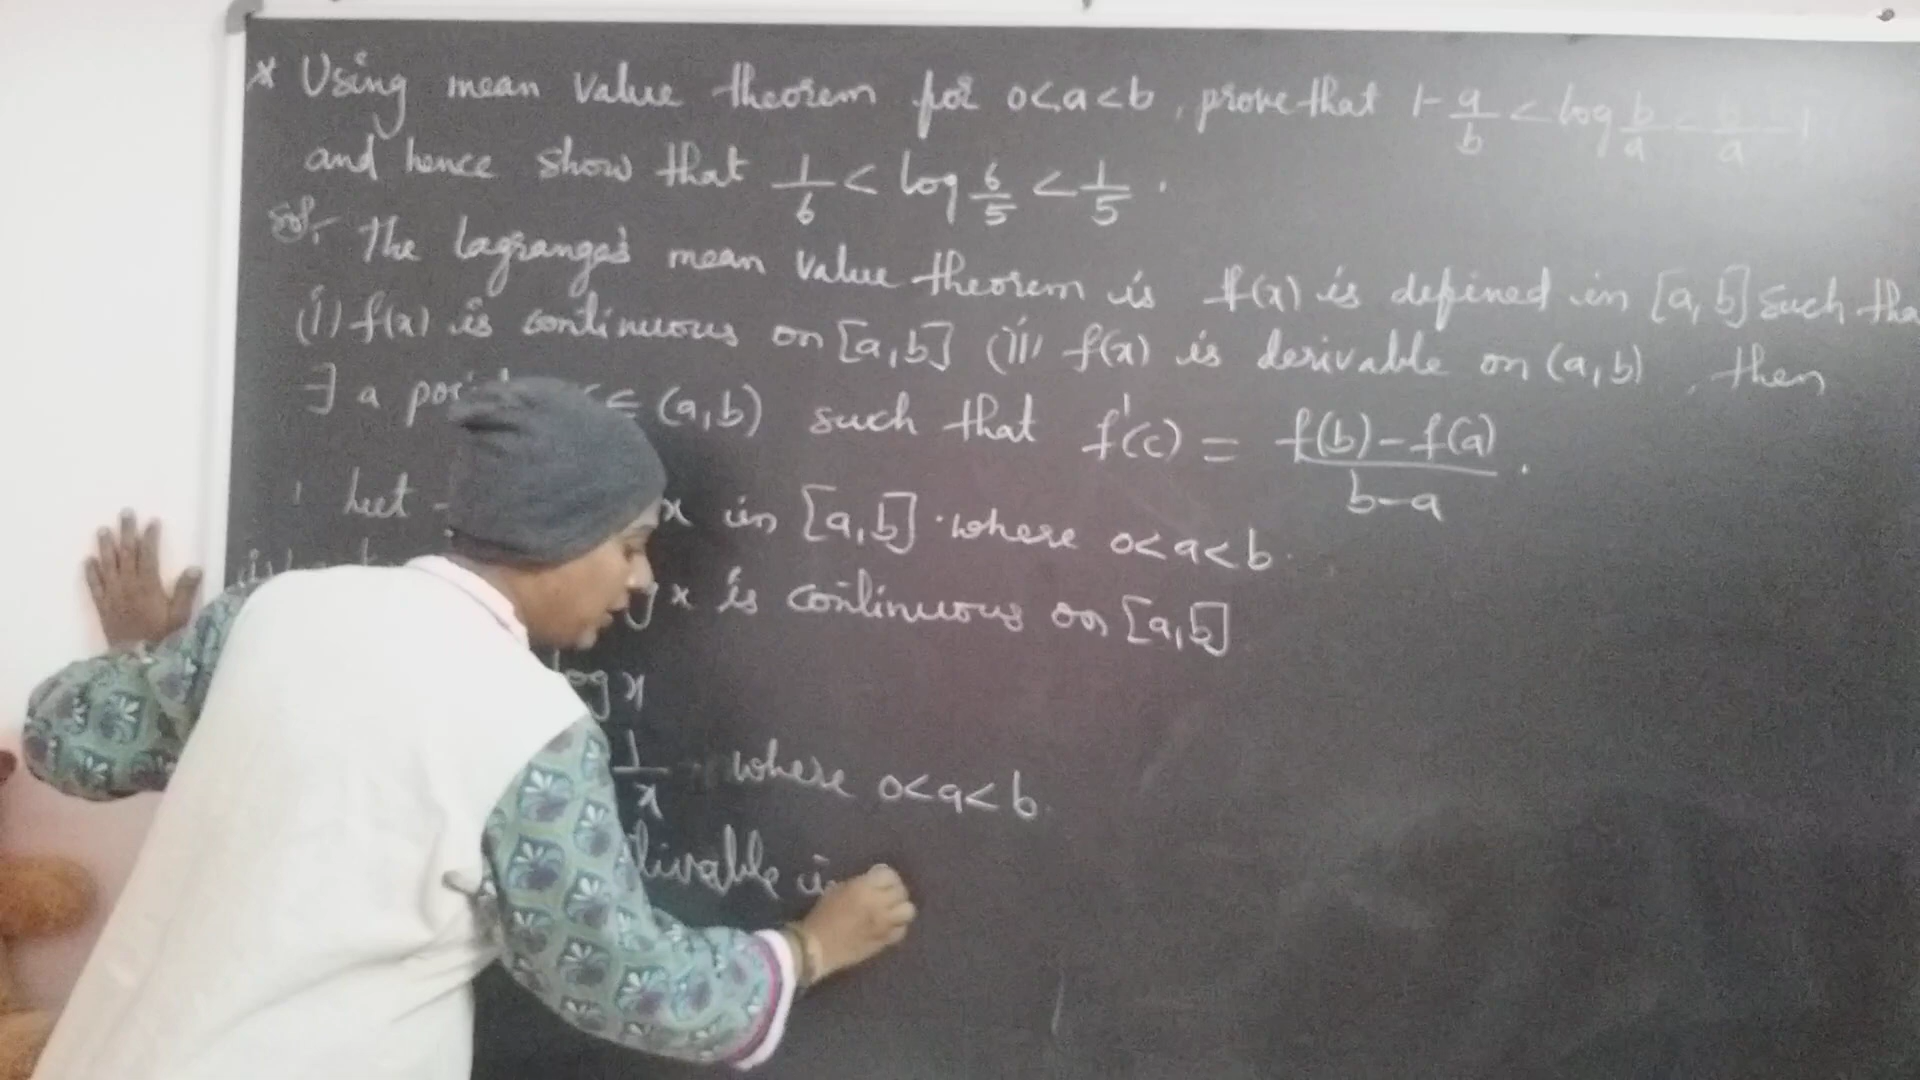 * Using mean Value theorem for 0<a<b, prove that 1 - a/b < log b/a < b/a - 1
and hence show that 1/6 < log 6/5 < 1/5.
Sol:- The lagrange's mean Value theorem is f(x) is defined in [a,b] such tha
(i) f(x) is continuous on [a,b] (ii) f(x) is derivable on (a,b), then
∃ a ∈ (a,b) such that f'(c) = f(b)-f(a)/b-a.
Let x in [a,b] where 0<a<b.
x is continuous on [a,b]
log x
1/x where 0<a<b.